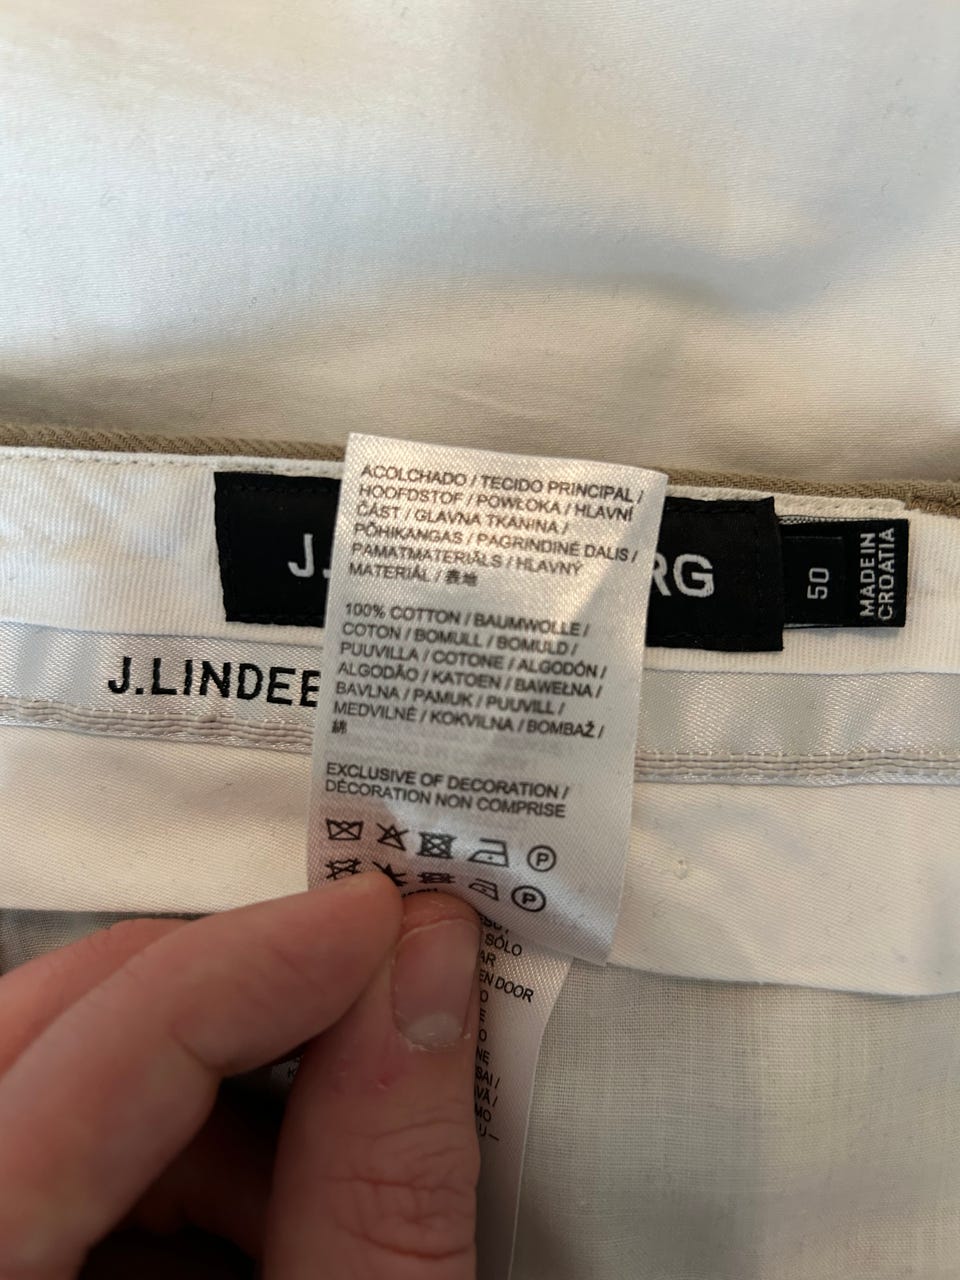 ACOLCHADO / TECIDO PRINCIPAL /
HOOFDSTOF / POWŁOKA / HLAVNÍ
ČÁST / GLAVNA TKANINA /
PÕHIKANGAS / PAGRINDINĖ DALIS /
PAMATMATERIĀLS / HLAVNÝ
MATERIÁL / 表地
100% COTTON / BAUMWOLLE /
COTON / BOMULL / BOMULD /
PUUVILLA / COTONE / ALGODÓN /
ALGODÃO / KATOEN / BAWEŁNA /
BAVLNA / PAMUK / PUUVILL /
MEDVILNĖ / KOKVILNA / BOMBAŽ /
綿
EXCLUSIVE OF DECORATION /
DÉCORATION NON COMPRISE
P
P
J.
RG
50
MADE IN
CROATIA
J.LINDEB
SÓLO
AR
EN DOOR